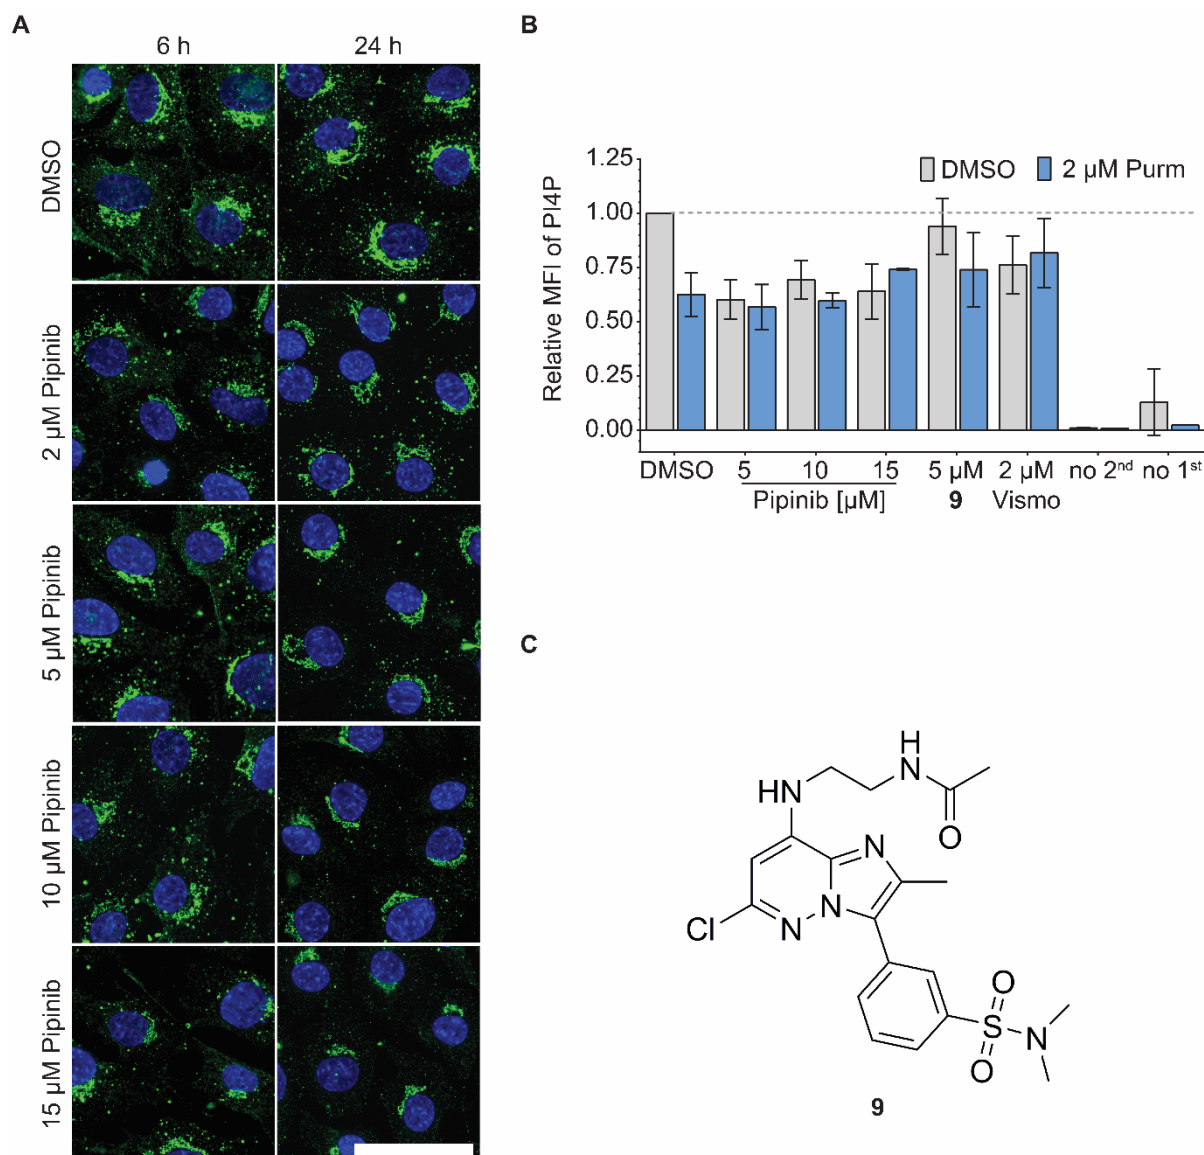 A
6 h
24 h
DMSO
2 µM Pipinib
5 µM Pipinib
10 µM Pipinib
15 µM Pipinib
B
Relative MFI of PI4P
1.25
1.00
0.75
0.50
0.25
0.00
DMSO
2 µM Purm
DMSO
5
10
15
5 µM
2 µM
no 2nd
no 1st
Pipinib [µM]
9
Vismo
C
H
N
HN
O
N
N
N
Cl
O
S
N
O
9